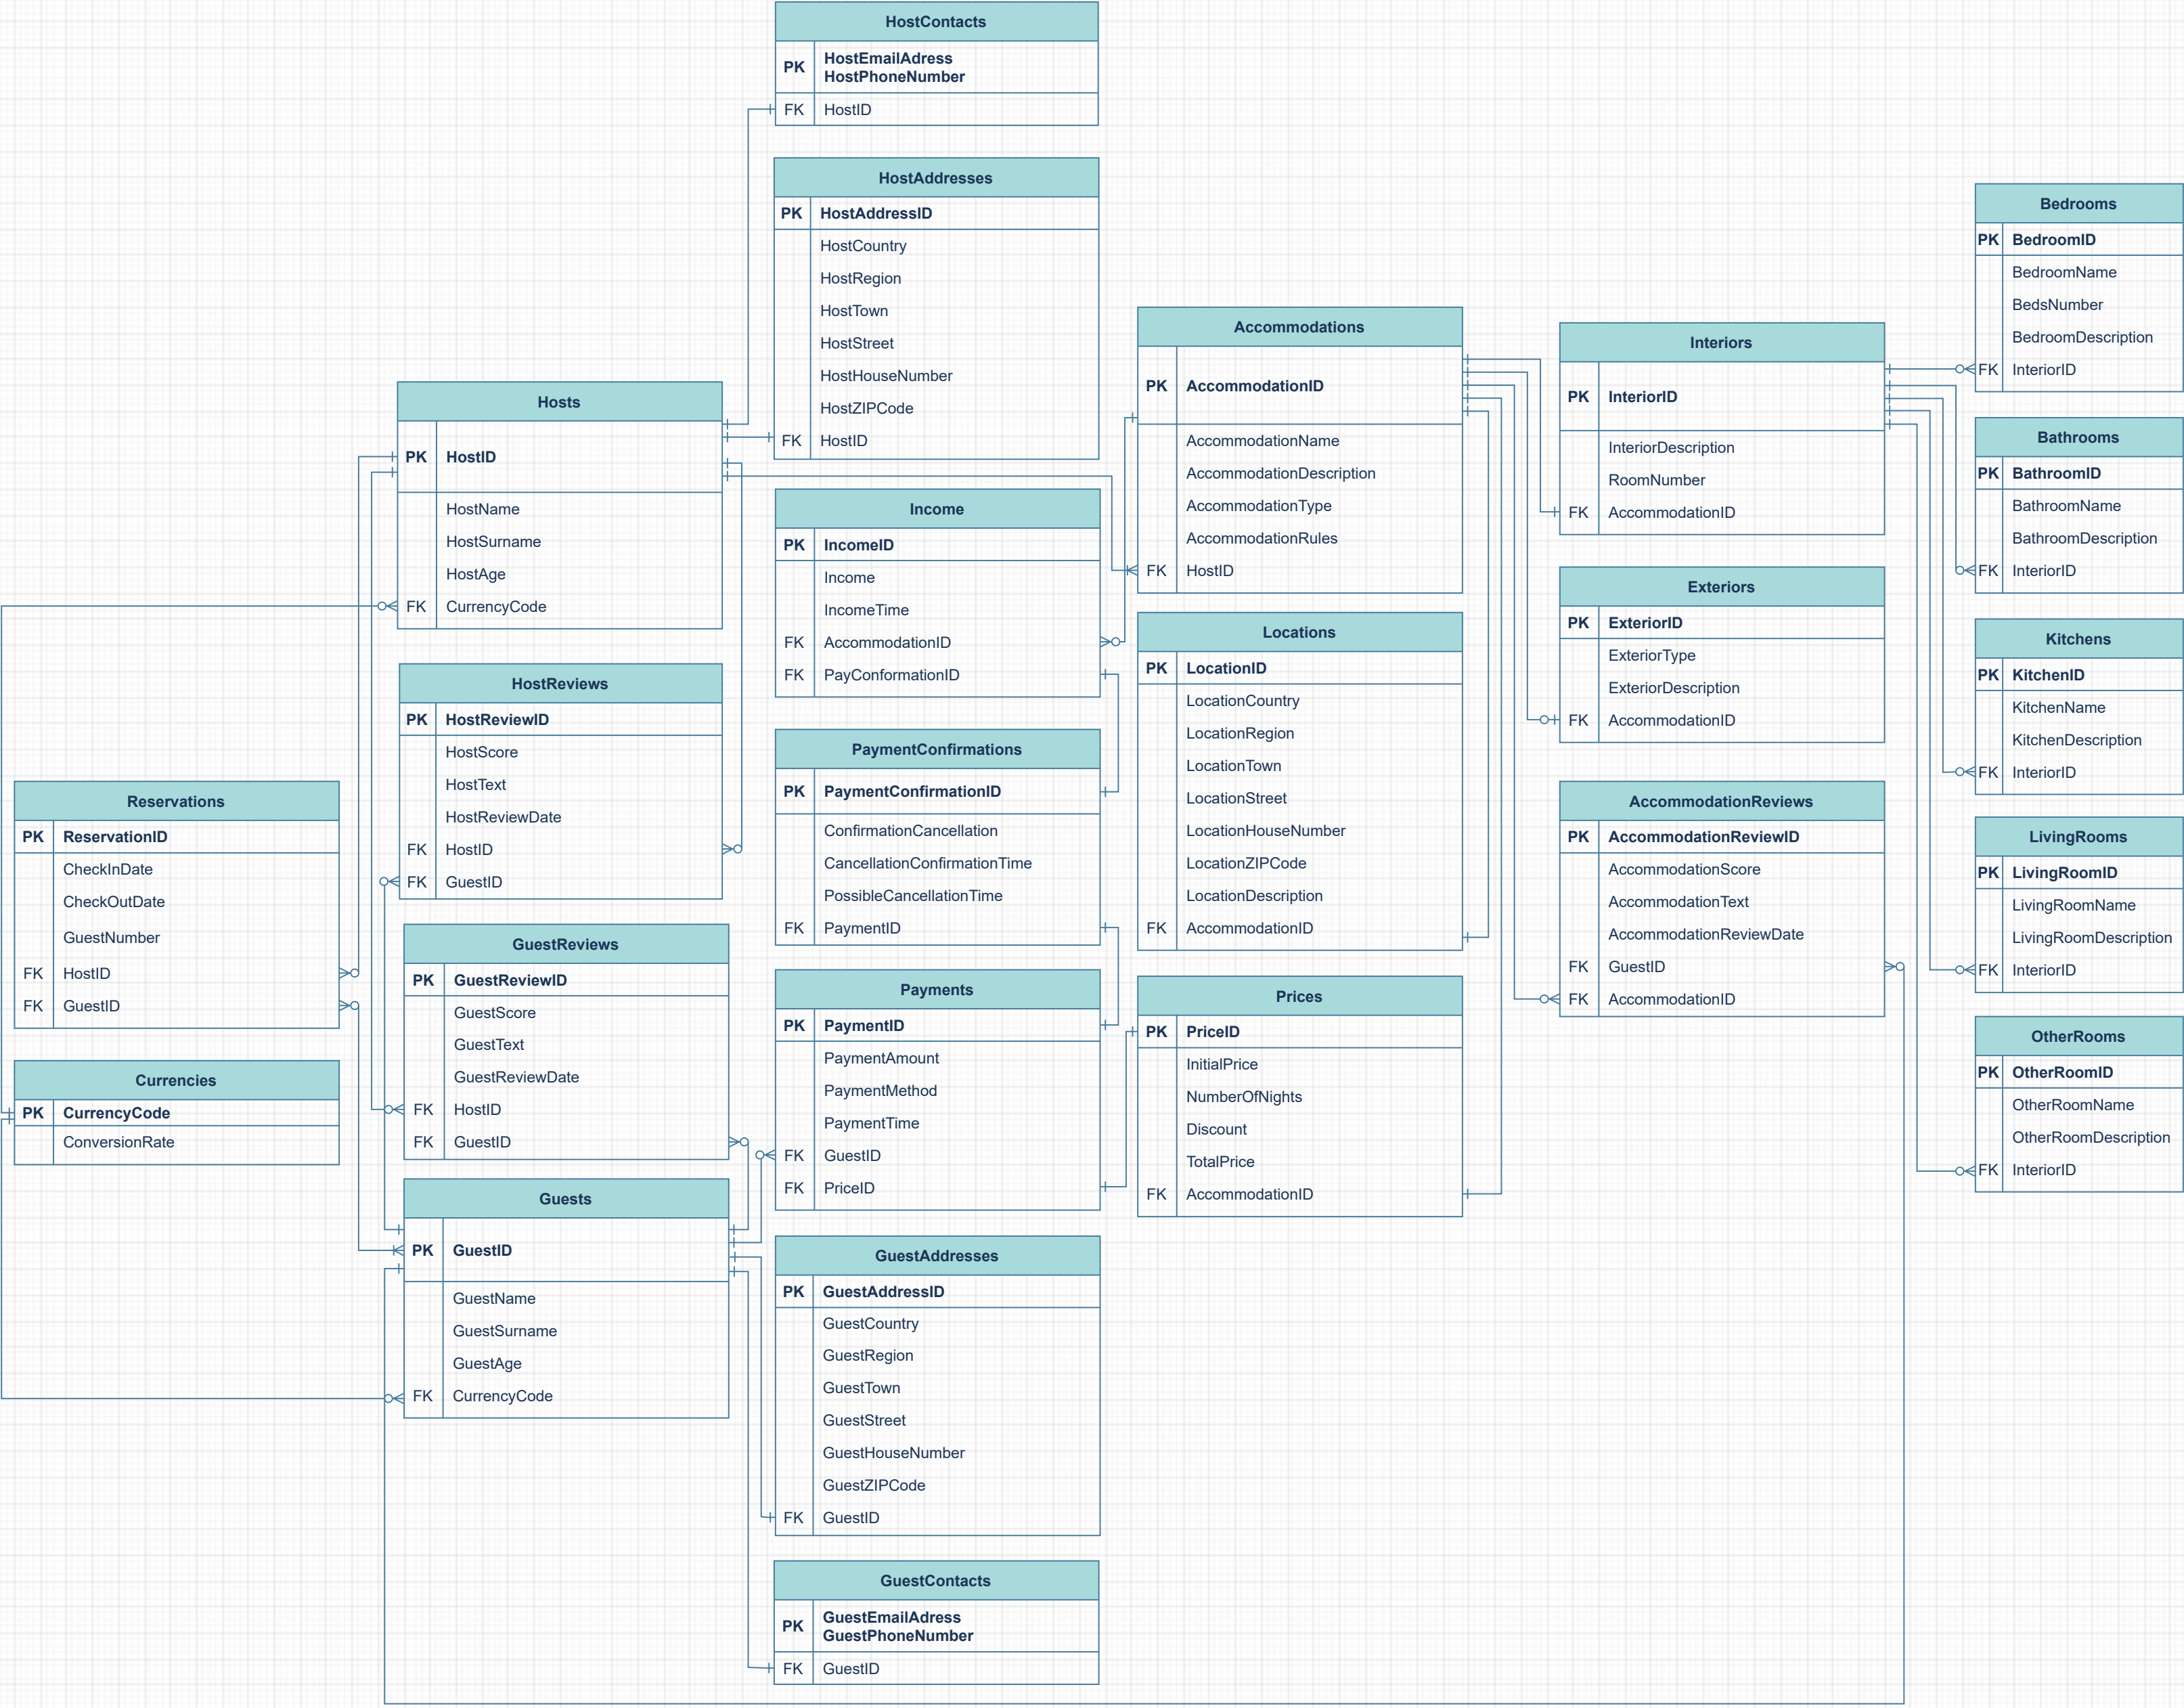 HostContacts
PK
HostEmailAdress
HostPhoneNumber
FK HostID
HostAddresses
PK HostAddressID
HostCountry
HostRegion
HostTown
HostStreet
HostHouseNumber
HostZIPCode
FK HostID
Hosts
PK HostID
HostName
HostSurname
HostAge
FK CurrencyCode
HostReviews
PK HostReviewID
HostScore
HostText
HostReviewDate
FK HostID
FK GuestID
Reservations
PK ReservationID
CheckInDate
CheckOutDate
GuestNumber
FK HostID
FK GuestID
Currencies
PK CurrencyCode
ConversionRate
GuestReviews
PK GuestReviewID
GuestScore
GuestText
GuestReviewDate
FK HostID
FK GuestID
Guests
PK GuestID
GuestName
GuestSurname
GuestAge
FK CurrencyCode
Income
PK IncomeID
Income
IncomeTime
FK AccommodationID
FK PayConformationID
PaymentConfirmations
PK PaymentConfirmationID
ConfirmationCancellation
CancellationConfirmationTime
PossibleCancellationTime
FK PaymentID
Payments
PK PaymentID
PaymentAmount
PaymentMethod
PaymentTime
FK GuestID
FK PriceID
GuestAddresses
PK GuestAddressID
GuestCountry
GuestRegion
GuestTown
GuestStreet
GuestHouseNumber
GuestZIPCode
FK GuestID
GuestContacts
PK
GuestEmailAdress
GuestPhoneNumber
FK GuestID
Accommodations
PK AccommodationID
AccommodationName
AccommodationDescription
AccommodationType
AccommodationRules
FK HostID
Locations
PK LocationID
LocationCountry
LocationRegion
LocationTown
LocationStreet
LocationHouseNumber
LocationZIPCode
LocationDescription
FK AccommodationID
Prices
PK PriceID
InitialPrice
NumberOfNights
Discount
TotalPrice
FK AccommodationID
Interiors
PK InteriorID
InteriorDescription
RoomNumber
FK AccommodationID
Exteriors
PK ExteriorID
ExteriorType
ExteriorDescription
FK AccommodationID
AccommodationReviews
PK AccommodationReviewID
AccommodationScore
AccommodationText
AccommodationReviewDate
FK GuestID
FK AccommodationID
Bedrooms
PK BedroomID
BedroomName
BedsNumber
BedroomDescription
FK InteriorID
Bathrooms
PK BathroomID
BathroomName
BathroomDescription
FK InteriorID
Kitchens
PK KitchenID
KitchenName
KitchenDescription
FK InteriorID
LivingRooms
PK LivingRoomID
LivingRoomName
LivingRoomDescription
FK InteriorID
OtherRooms
PK OtherRoomID
OtherRoomName
OtherRoomDescription
FK InteriorID